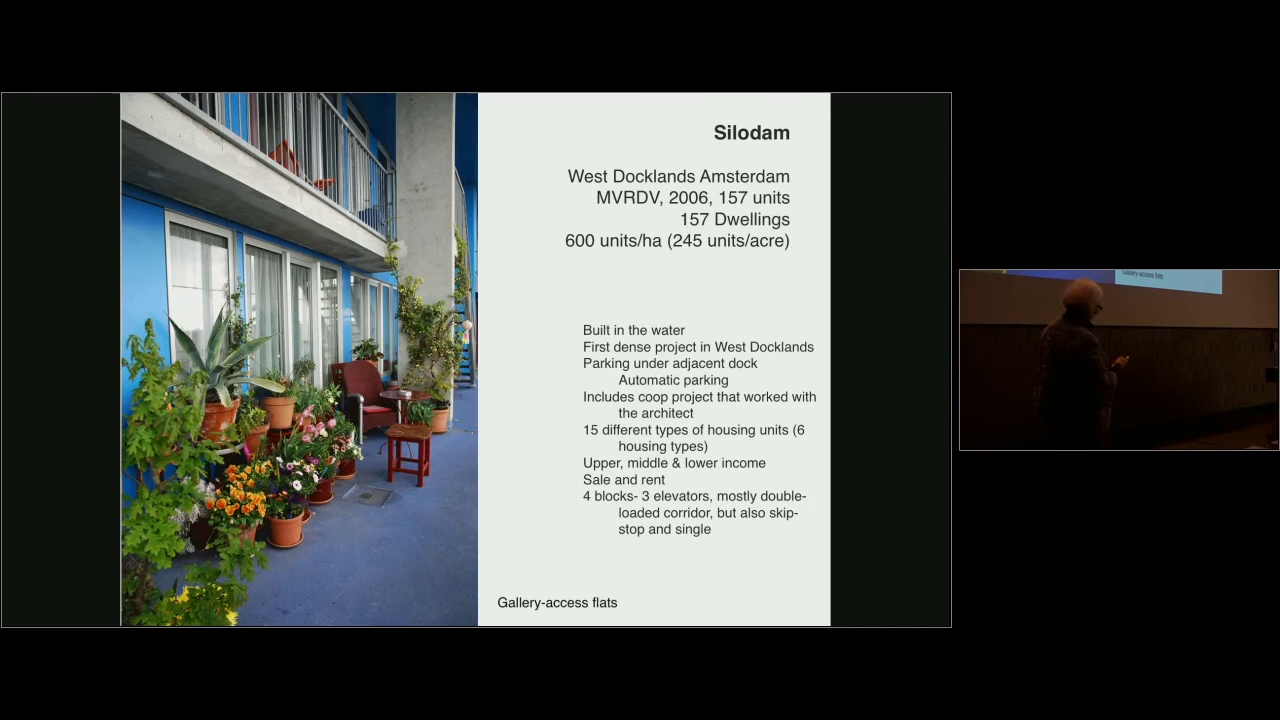 Silodam
West Docklands Amsterdam
MVRDV, 2006, 157 units
157 Dwellings
600 units/ha (245 units/acre)
Built in the water
First dense project in West Docklands
Parking under adjacent dock
Automatic parking
Includes coop project that worked with
the architect
15 different types of housing units (6
housing types)
Upper, middle & lower income
Sale and rent
4 blocks- 3 elevators, mostly double-
loaded corridor, but also skip-
stop and single
Gallery-access flats
Gallery-access flats